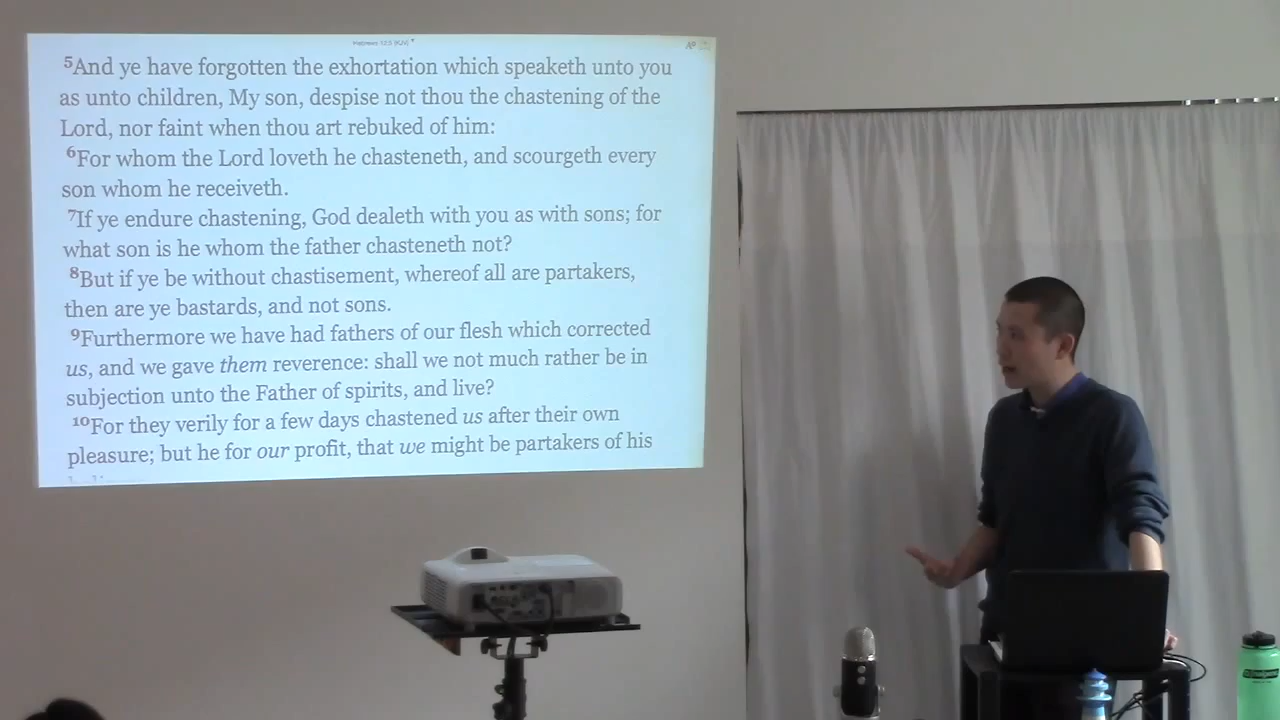 Hebrews 12:5 (KJV)
⁵And ye have forgotten the exhortation which speaketh unto you
as unto children, My son, despise not thou the chastening of the
Lord, nor faint when thou art rebuked of him:
⁶For whom the Lord loveth he chasteneth, and scourgeth every
son whom he receiveth.
⁷If ye endure chastening, God dealeth with you as with sons; for
what son is he whom the father chasteneth not?
⁸But if ye be without chastisement, whereof all are partakers,
then are ye bastards, and not sons.
⁹Furthermore we have had fathers of our flesh which corrected
us, and we gave them reverence: shall we not much rather be in
subjection unto the Father of spirits, and live?
¹⁰For they verily for a few days chastened us after their own
pleasure; but he for our profit, that we might be partakers of his